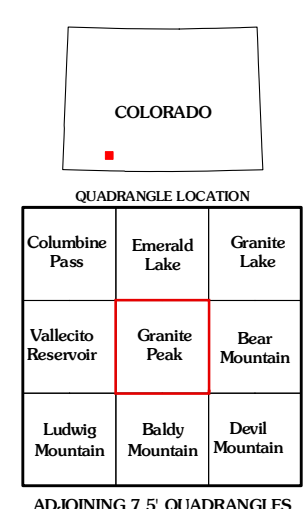 COLORADO
QUADRANGLE LOCATION
Columbine Pass
Emerald Lake
Granite Lake
Vallecito Reservoir
Granite Peak
Bear Mountain
Ludwig Mountain
Baldy Mountain
Devil Mountain
ADJOINING 7.5' QUADRANGLES